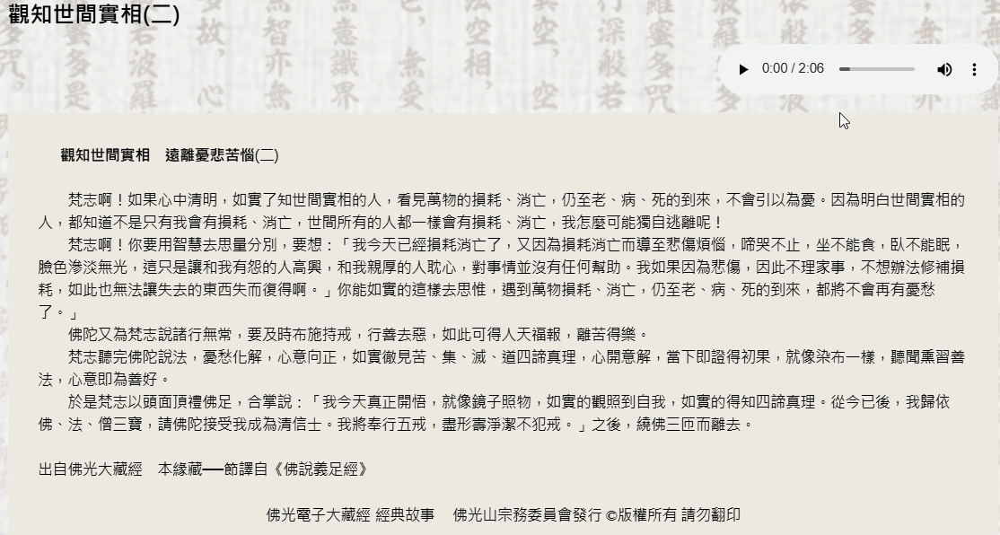 觀知世間實相(二)
0:00 / 2:06
觀知世間實相　遠離憂悲苦惱(二)
梵志啊！如果心中清明，如實了知世間實相的人，看見萬物的損耗、消亡，仍至老、病、死的到來，不會引以為憂。因為明白世間實相的
人，都知道不是只有我會有損耗、消亡，世間所有的人都一樣會有損耗、消亡，我怎麼可能獨自逃離呢！
梵志啊！你要用智慧去思量分別，要想：「我今天已經損耗消亡了，又因為損耗消亡而導至悲傷煩惱，啼哭不止，坐不能食，臥不能眠，
臉色滲淡無光，這只是讓和我有怨的人高興，和我親厚的人耽心，對事情並沒有任何幫助。我如果因為悲傷，因此不理家事，不想辦法修補損
耗，如此也無法讓失去的東西失而復得啊。」你能如實的這樣去思惟，遇到萬物損耗、消亡，仍至老、病、死的到來，都將不會再有憂愁
了。」
佛陀又為梵志說諸行無常，要及時布施持戒，行善去惡，如此可得人天福報，離苦得樂。
梵志聽完佛陀說法，憂愁化解，心意向正，如實徹見苦、集、滅、道四諦真理，心開意解，當下即證得初果，就像染布一樣，聽聞熏習善
法，心意即為善好。
於是梵志以頭面頂禮佛足，合掌說：「我今天真正開悟，就像鏡子照物，如實的觀照到自我，如實的得知四諦真理。從今已後，我歸依
佛、法、僧三寶，請佛陀接受我成為清信士。我將奉行五戒，盡形壽淨潔不犯戒。」之後，繞佛三匝而離去。
出自佛光大藏經　本緣藏──節譯自《佛說義足經》
佛光電子大藏經 經典故事　 佛光山宗務委員會發行 ©版權所有 請勿翻印